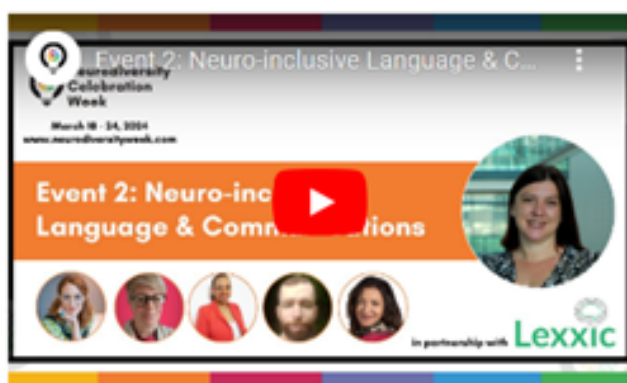 Event 2: Neuro-inclusive Language & C...
Neurodiversity
Celebration
Week
March 18 - 24, 2024
www.neurodiversityweek.com
Event 2: Neuro-inc
Language & Comm ations
in partnership with Lexxic